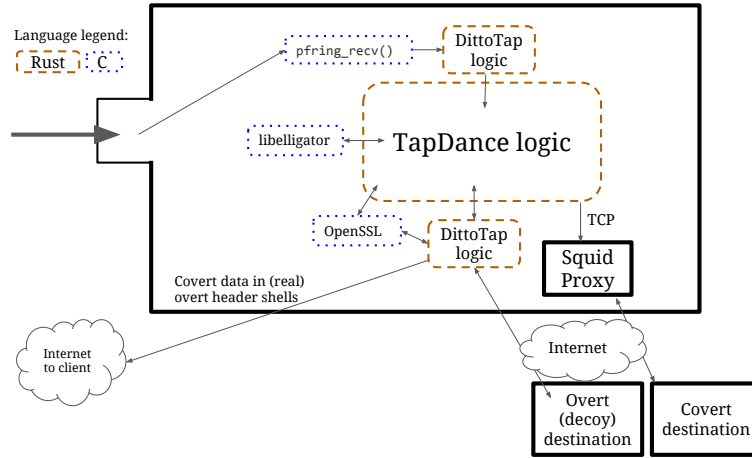 Language legend:
Rust
C
pfring_recv()
DittoTap
logic
libelligator
TapDance logic
OpenSSL
DittoTap
logic
TCP
Squid
Proxy
Covert data in (real)
overt header shells
Internet
to client
Internet
Overt
(decoy)
destination
Covert
destination